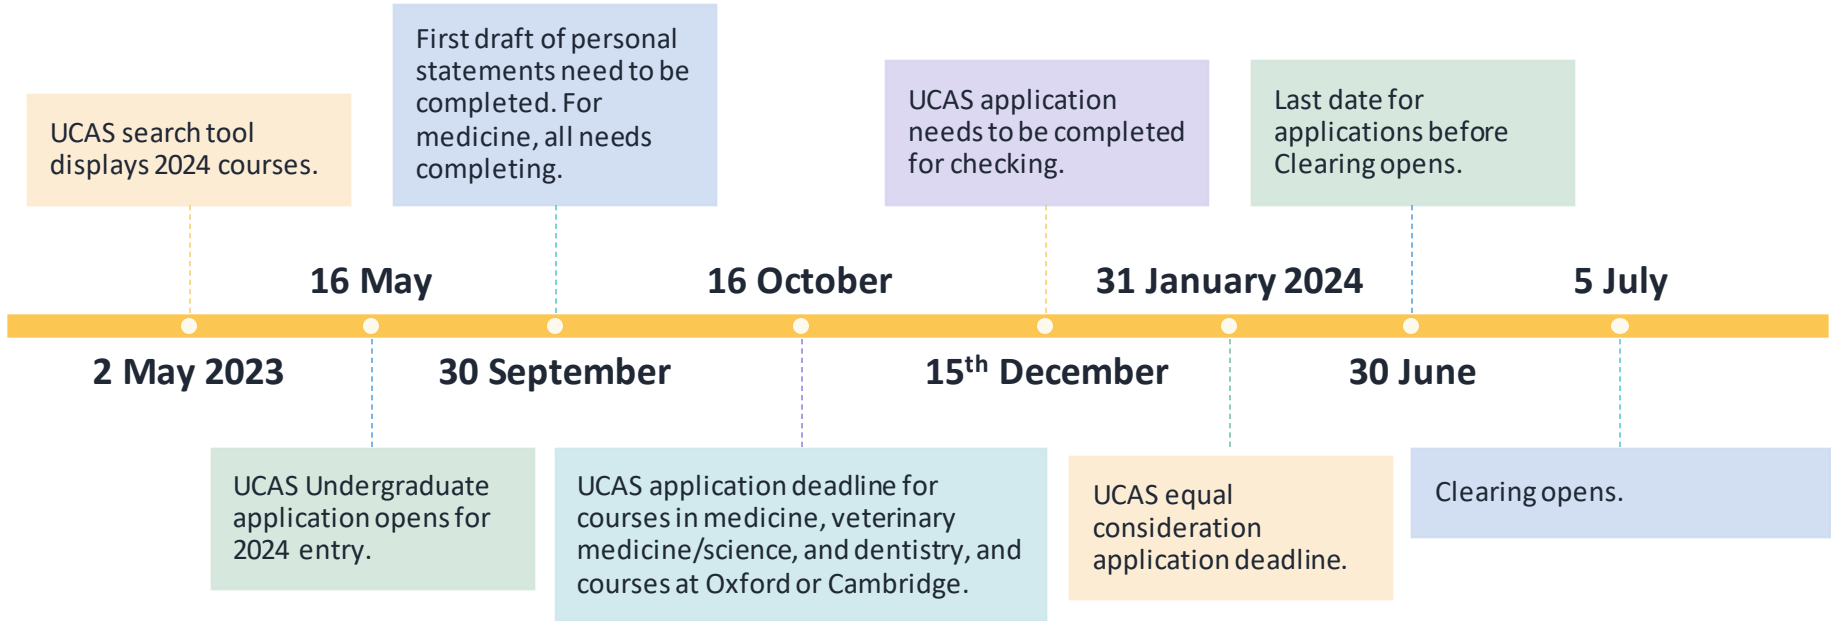 UCAS search tool
displays 2024 courses.
First draft of personal
statements need to be
completed. For
medicine, all needs
completing.
UCAS application
needs to be completed
for checking.
Last date for
applications before
Clearing opens.
16 May
16 October
31 January 2024
5 July
2 May 2023
30 September
15th December
30 June
UCAS Undergraduate
application opens for
2024 entry.
UCAS application deadline for
courses in medicine, veterinary
medicine/science, and dentistry, and
courses at Oxford or Cambridge.
UCAS equal
consideration
application deadline.
Clearing opens.